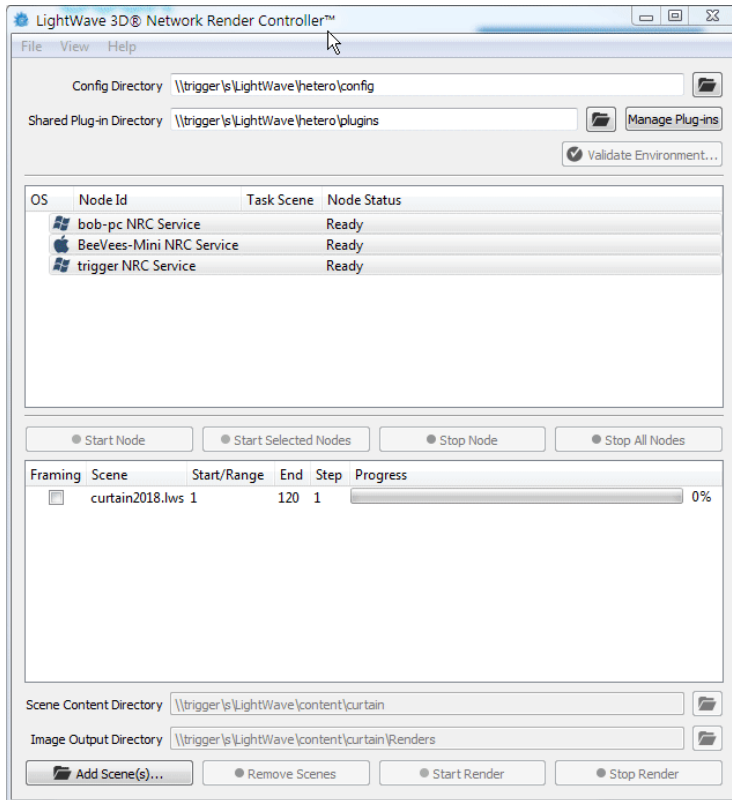 LightWave 3D® Network Render Controller™
File View Help
Config Directory \\trigger\s\LightWave\hetero\config
Shared Plug-in Directory \\trigger\s\LightWave\hetero\plugins Manage Plug-ins
Validate Environment...
OS Node Id Task Scene Node Status
bob-pc NRC Service Ready
BeeVees-Mini NRC Service Ready
trigger NRC Service Ready
Start Node Start Selected Nodes Stop Node Stop All Nodes
Framing Scene Start/Range End Step Progress
curtain2018.lws 1 120 1 0%
Scene Content Directory \\trigger\s\LightWave\content\curtain
Image Output Directory \\trigger\s\LightWave\content\curtain\Renders
Add Scene(s)... Remove Scenes Start Render Stop Render